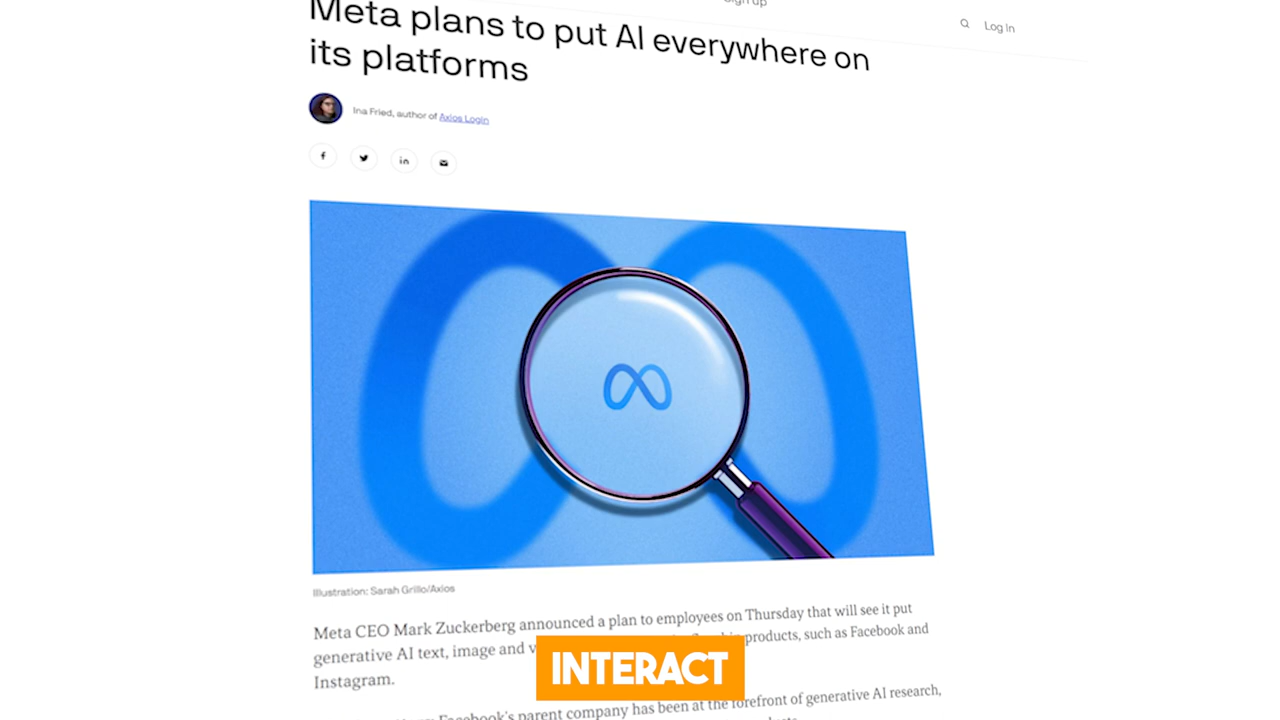 Sign up
Log In
Meta plans to put AI everywhere on
its platforms
Ina Fried, author of Axios Login
f
in
Illustration: Sarah Grillo/Axios
Meta CEO Mark Zuckerberg announced a plan to employees on Thursday that will see it put
generative AI text, image and products, such as Facebook and
Instagram.
INTERACT
Facebook's parent company has been at the forefront of generative AI research,